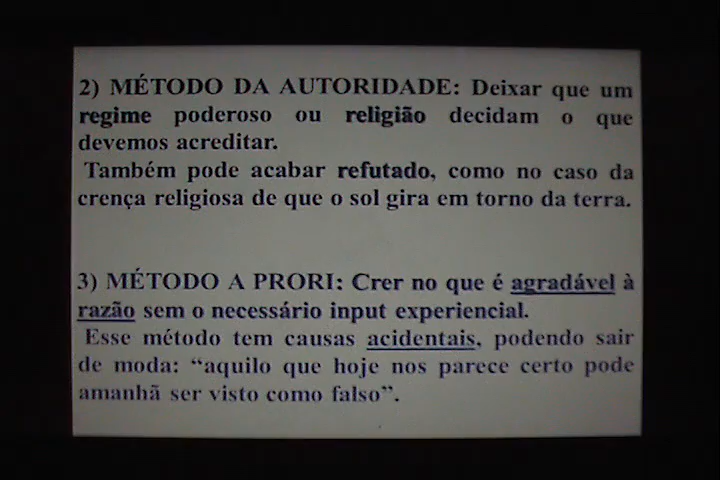 2) MÉTODO DA AUTORIDADE: Deixar que um
regime poderoso ou religião decidam o que
devemos acreditar.
Também pode acabar refutado, como no caso da
crença religiosa de que o sol gira em torno da terra.
3) MÉTODO A PRORI: Crer no que é agradável à
razão sem o necessário input experiencial.
Esse método tem causas acidentais, podendo sair
de moda: “aquilo que hoje nos parece certo pode
amanhã ser visto como falso”.